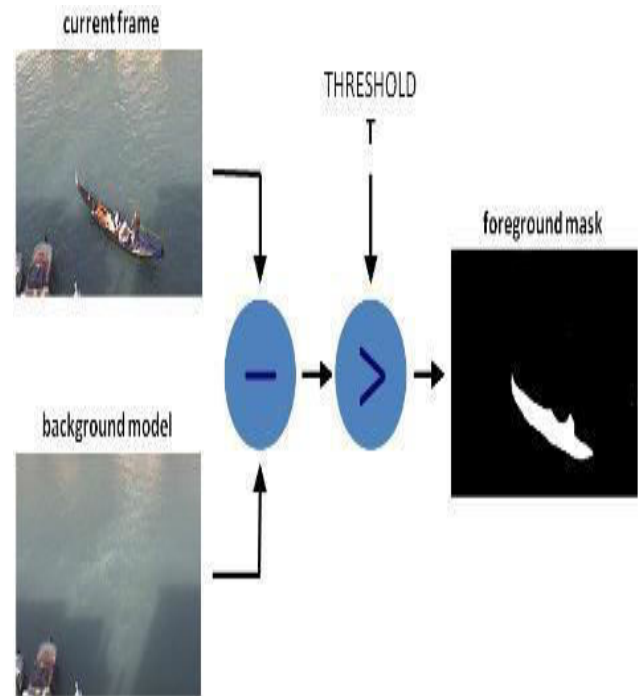 current frame
THRESHOLD
T
foreground mask
−
>
background model